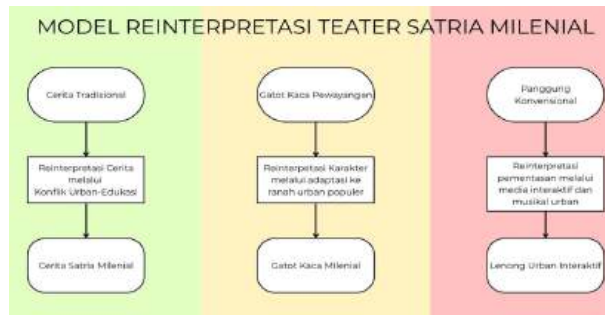 MODEL REINTERPRETASI TEATER SATRIA MILENIAL
Cerita Tradisional
Reinterpretasi Cerita
melalui
Konflik Urban-Edukasi
Cerita Satria Milenial
Gatot Kaca Pewayangan
Reinterpetasi Karakter
melalui adaptasi ke
ranah urban populer
Gatot Kaca Milenial
Panggung
Konvensional
Reinterpretasi
pementasan melalui
media interaktif dan
musikal urban
Lenong Urban Interaktif